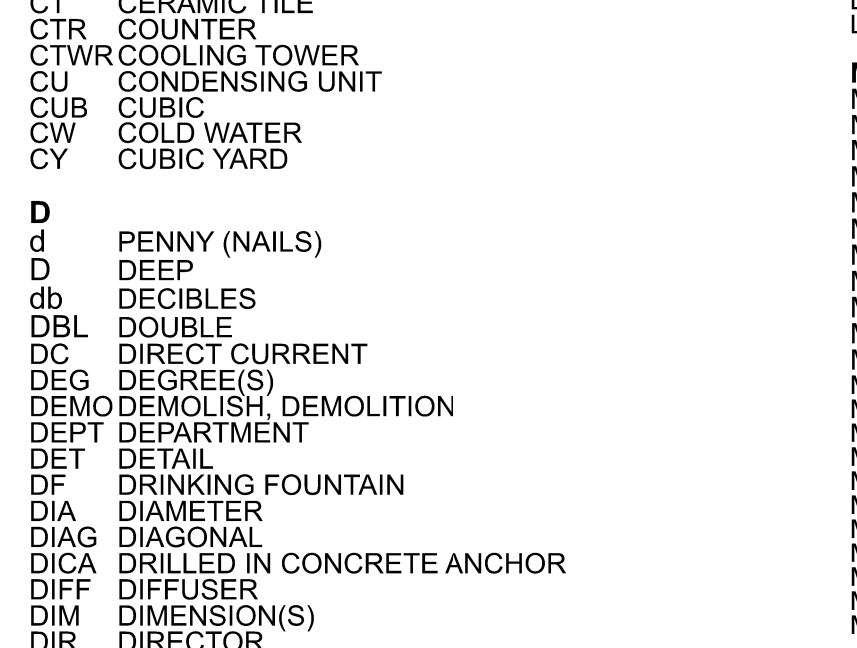 CT CERAMIC TILE
CTR COUNTER
CTWR COOLING TOWER
CU CONDENSING UNIT
CUB CUBIC
CW COLD WATER
CY CUBIC YARD
D
d PENNY (NAILS)
D DEEP
db DECIBLES
DBL DOUBLE
DC DIRECT CURRENT
DEG DEGREE(S)
DEMO DEMOLISH, DEMOLITION
DEPT DEPARTMENT
DET DETAIL
DF DRINKING FOUNTAIN
DIA DIAMETER
DIAG DIAGONAL
DICA DRILLED IN CONCRETE ANCHOR
DIFF DIFFUSER
DIM DIMENSION(S)
DIR DIRECTOR